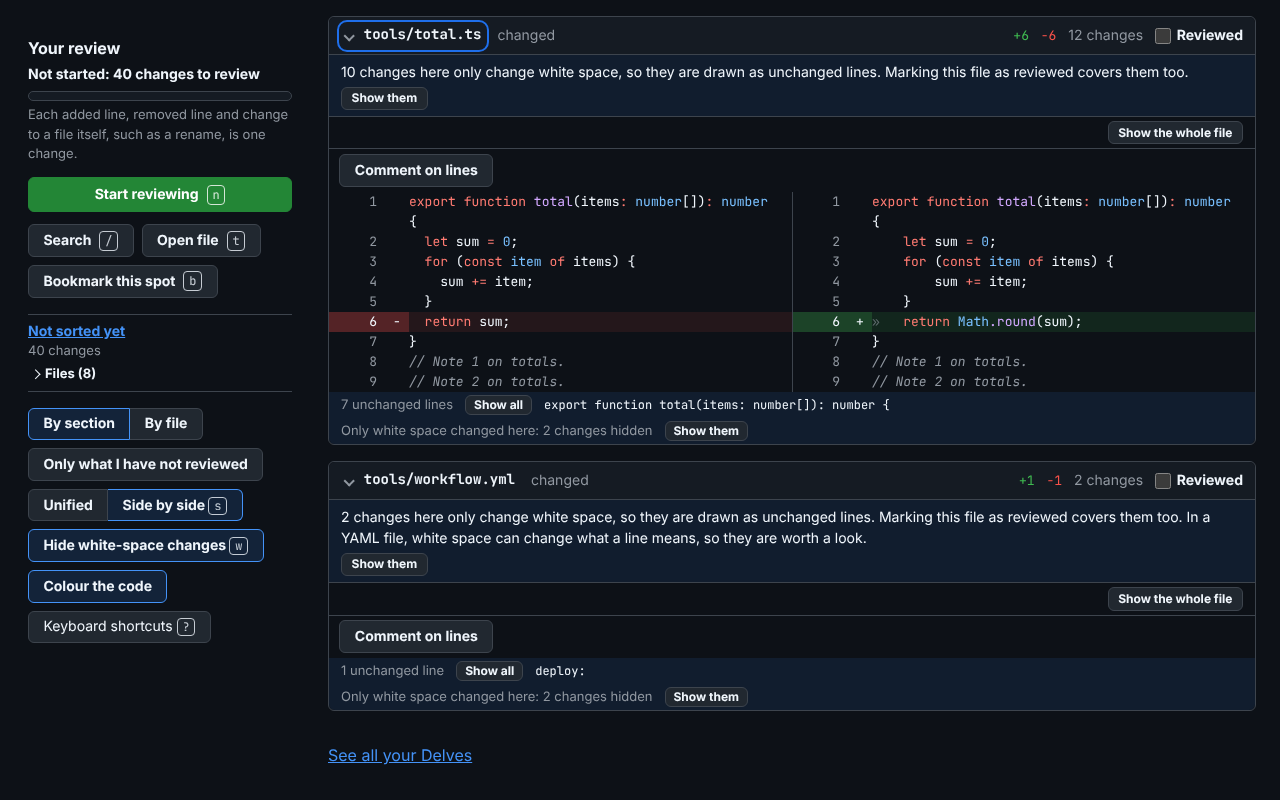 Your review
Not started: 40 changes to review
Each added line, removed line and change
to a file itself, such as a rename, is one
change.
Start reviewing n
Search / Open file t
Bookmark this spot b
Not sorted yet
40 changes
Files (8)
By section By file
Only what I have not reviewed
Unified Side by side s
Hide white-space changes w
Colour the code
Keyboard shortcuts ?
tools/total.ts changed +6 -6 12 changes Reviewed
10 changes here only change white space, so they are drawn as unchanged lines. Marking this file as reviewed covers them too.
Show them
Show the whole file
Comment on lines
1 export function total(items: number[]): number 1 export function total(items: number[]): number
{ {
2 let sum = 0; 2 let sum = 0;
3 for (const item of items) { 3 for (const item of items) {
4 sum += item; 4 sum += item;
5 } 5 }
6 - return sum; 6 + » return Math.round(sum);
7 } 7 }
8 // Note 1 on totals. 8 // Note 1 on totals.
9 // Note 2 on totals. 9 // Note 2 on totals.
7 unchanged lines Show all export function total(items: number[]): number {
Only white space changed here: 2 changes hidden Show them
tools/workflow.yml changed +1 -1 2 changes Reviewed
2 changes here only change white space, so they are drawn as unchanged lines. Marking this file as reviewed covers them too. In a
YAML file, white space can change what a line means, so they are worth a look.
Show them
Show the whole file
Comment on lines
1 unchanged line Show all deploy:
Only white space changed here: 2 changes hidden Show them
See all your Delves